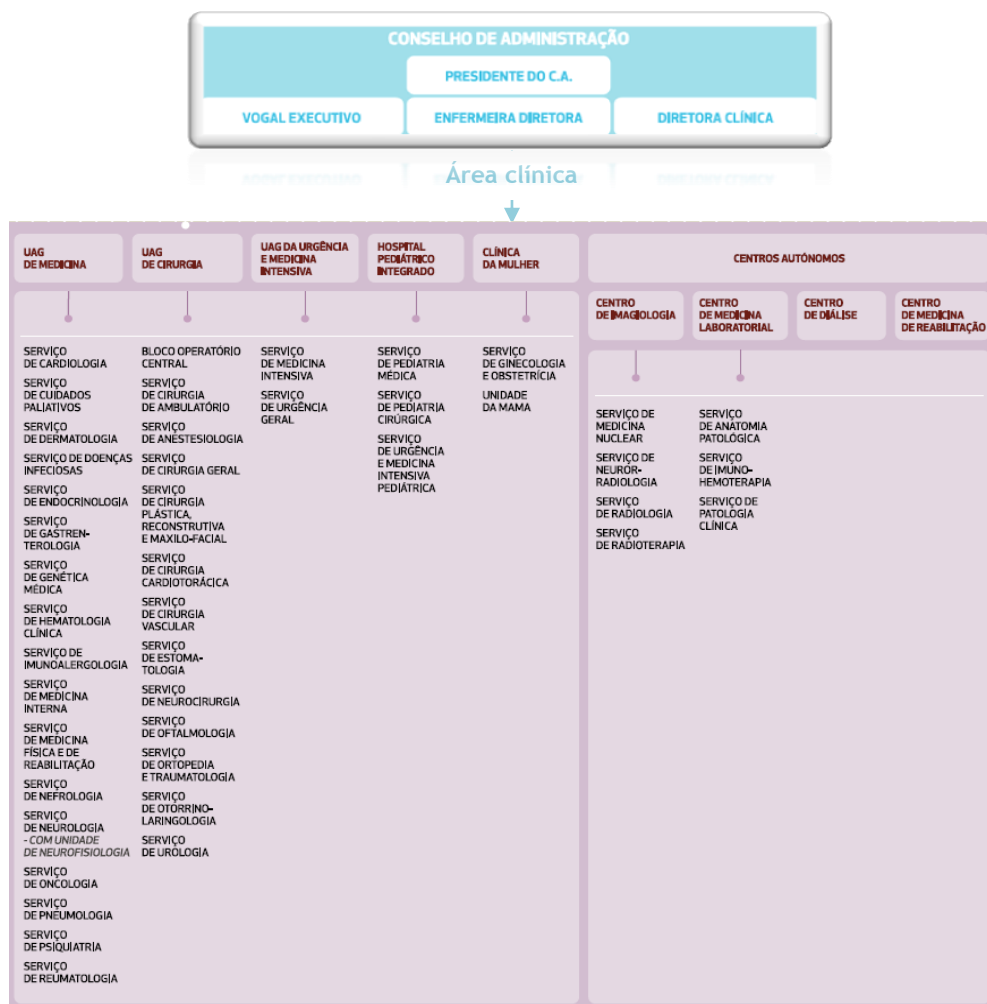 CONSELHO DE ADMINISTRAÇÃO
PRESIDENTE DO C.A.
VOGAL EXECUTIVO
ENFERMEIRA DIRETORA
DIRETORA CLÍNICA
Área clínica
UAG
DE MEDICINA
UAG
DE CIRURGIA
UAG DA URGÊNCIA
E MEDICINA
INTENSIVA
HOSPITAL
PEDIÁTRICO
INTEGRADO
CLÍNICA
DA MULHER
CENTROS AUTÓNOMOS
CENTRO
DE IMAGIOLOGIA
CENTRO
DE MEDICINA
LABORATORIAL
CENTRO
DE DIÁLISE
CENTRO
DE MEDICINA
DE REABILITAÇÃO
SERVIÇO
DE CARDIOLOGIA
SERVIÇO
DE CUIDADOS
PALIATIVOS
SERVIÇO
DE DERMATOLOGIA
SERVIÇO DE DOENÇAS
INFECIOSAS
SERVIÇO
DE ENDOCRINOLOGIA
SERVIÇO
DE GASTREN-
TEROLOGIA
SERVIÇO
DE GENÉTICA
MÉDICA
SERVIÇO
DE HEMATOLOGIA
CLÍNICA
SERVIÇO DE
IMUNOALERGOLOGIA
SERVIÇO
DE MEDICINA
INTERNA
SERVIÇO
DE MEDICINA
FÍSICA E DE
REABILITAÇÃO
SERVIÇO
DE NEFROLOGIA
SERVIÇO
DE NEUROLOGIA
- COM UNIDADE
DE NEUROFISIOLOGIA
SERVIÇO
DE ONCOLOGIA
SERVIÇO
DE PNEUMOLOGIA
SERVIÇO
DE PSIQUIATRIA
SERVIÇO
DE REUMATOLOGIA
BLOCO OPERATÓRIO
CENTRAL
SERVIÇO
DE CIRURGIA
DE AMBULATÓRIO
SERVIÇO
DE ANESTESIOLOGIA
SERVIÇO
DE CIRURGIA GERAL
SERVIÇO
DE CIRURGIA
PLÁSTICA,
RECONSTRUTIVA
E MAXILO-FACIAL
SERVIÇO
DE CIRURGIA
CARDIOTORÁCICA
SERVIÇO
DE CIRURGIA
VASCULAR
SERVIÇO
DE ESTOMA-
TOLOGIA
SERVIÇO
DE NEUROCIRURGIA
SERVIÇO
DE OFTALMOLOGIA
SERVIÇO
DE ORTOPEDIA
E TRAUMATOLOGIA
SERVIÇO
DE OTORRINO-
LARINGOLOGIA
SERVIÇO
DE UROLOGIA
SERVIÇO
DE MEDICINA
INTENSIVA
SERVIÇO
DE URGÊNCIA
GERAL
SERVIÇO
DE PEDIATRIA
MÉDICA
SERVIÇO
DE PEDIATRIA
CIRÚRGICA
SERVIÇO
DE URGÊNCIA
E MEDICINA
INTENSIVA
PEDIÁTRICA
SERVIÇO
DE GINECOLOGIA
E OBSTETRÍCIA
UNIDADE
DA MAMA
SERVIÇO DE
MEDICINA
NUCLEAR
SERVIÇO DE
NEUROR-
RADIOLOGIA
SERVIÇO
DE RADIOLOGIA
SERVIÇO
DE RADIOTERAPIA
SERVIÇO
DE ANATOMIA
PATOLÓGICA
SERVIÇO
DE IMUNO-
HEMOTERAPIA
SERVIÇO DE
PATOLOGIA
CLÍNICA